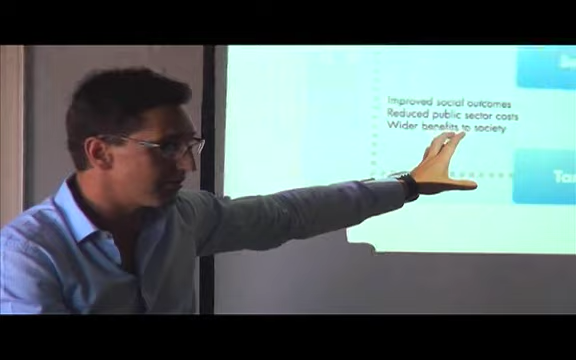 Improved social outcomes
Reduced public sector costs
Wider benefits to society